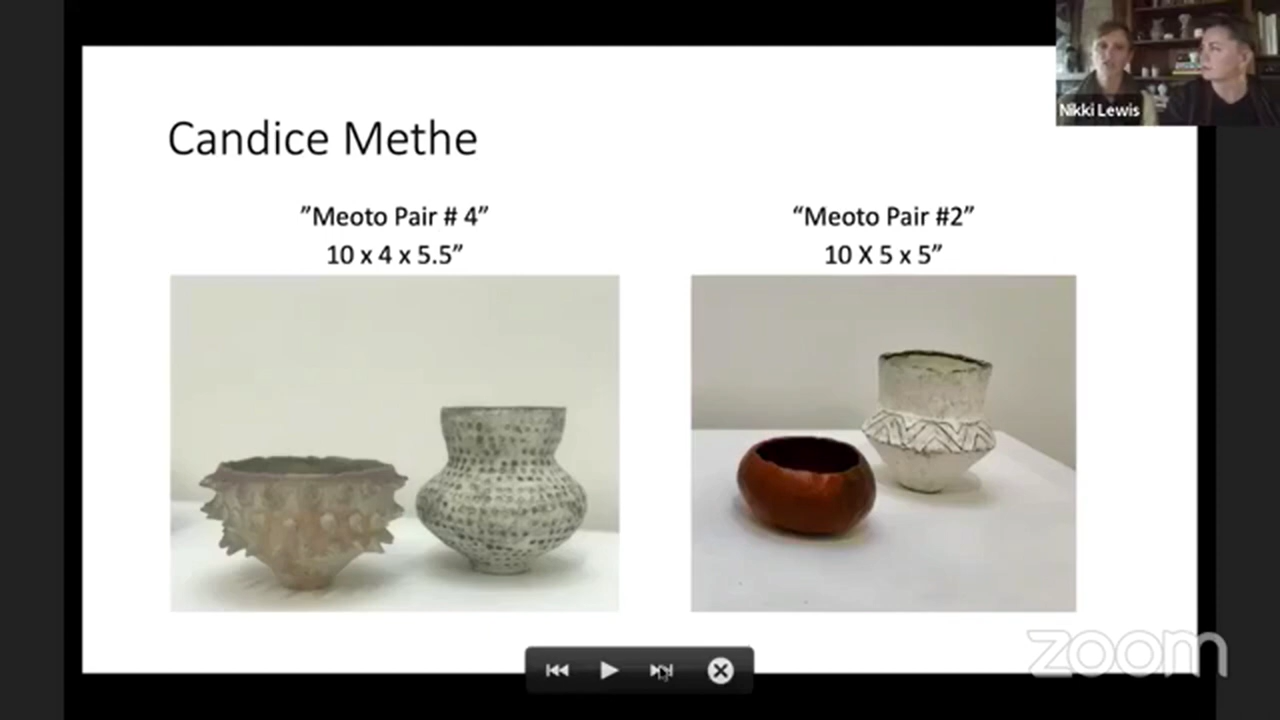 Nikki Lewis
Candice Methe
”Meoto Pair # 4”
10 x 4 x 5.5”
“Meoto Pair #2”
10 X 5 x 5”
zoom